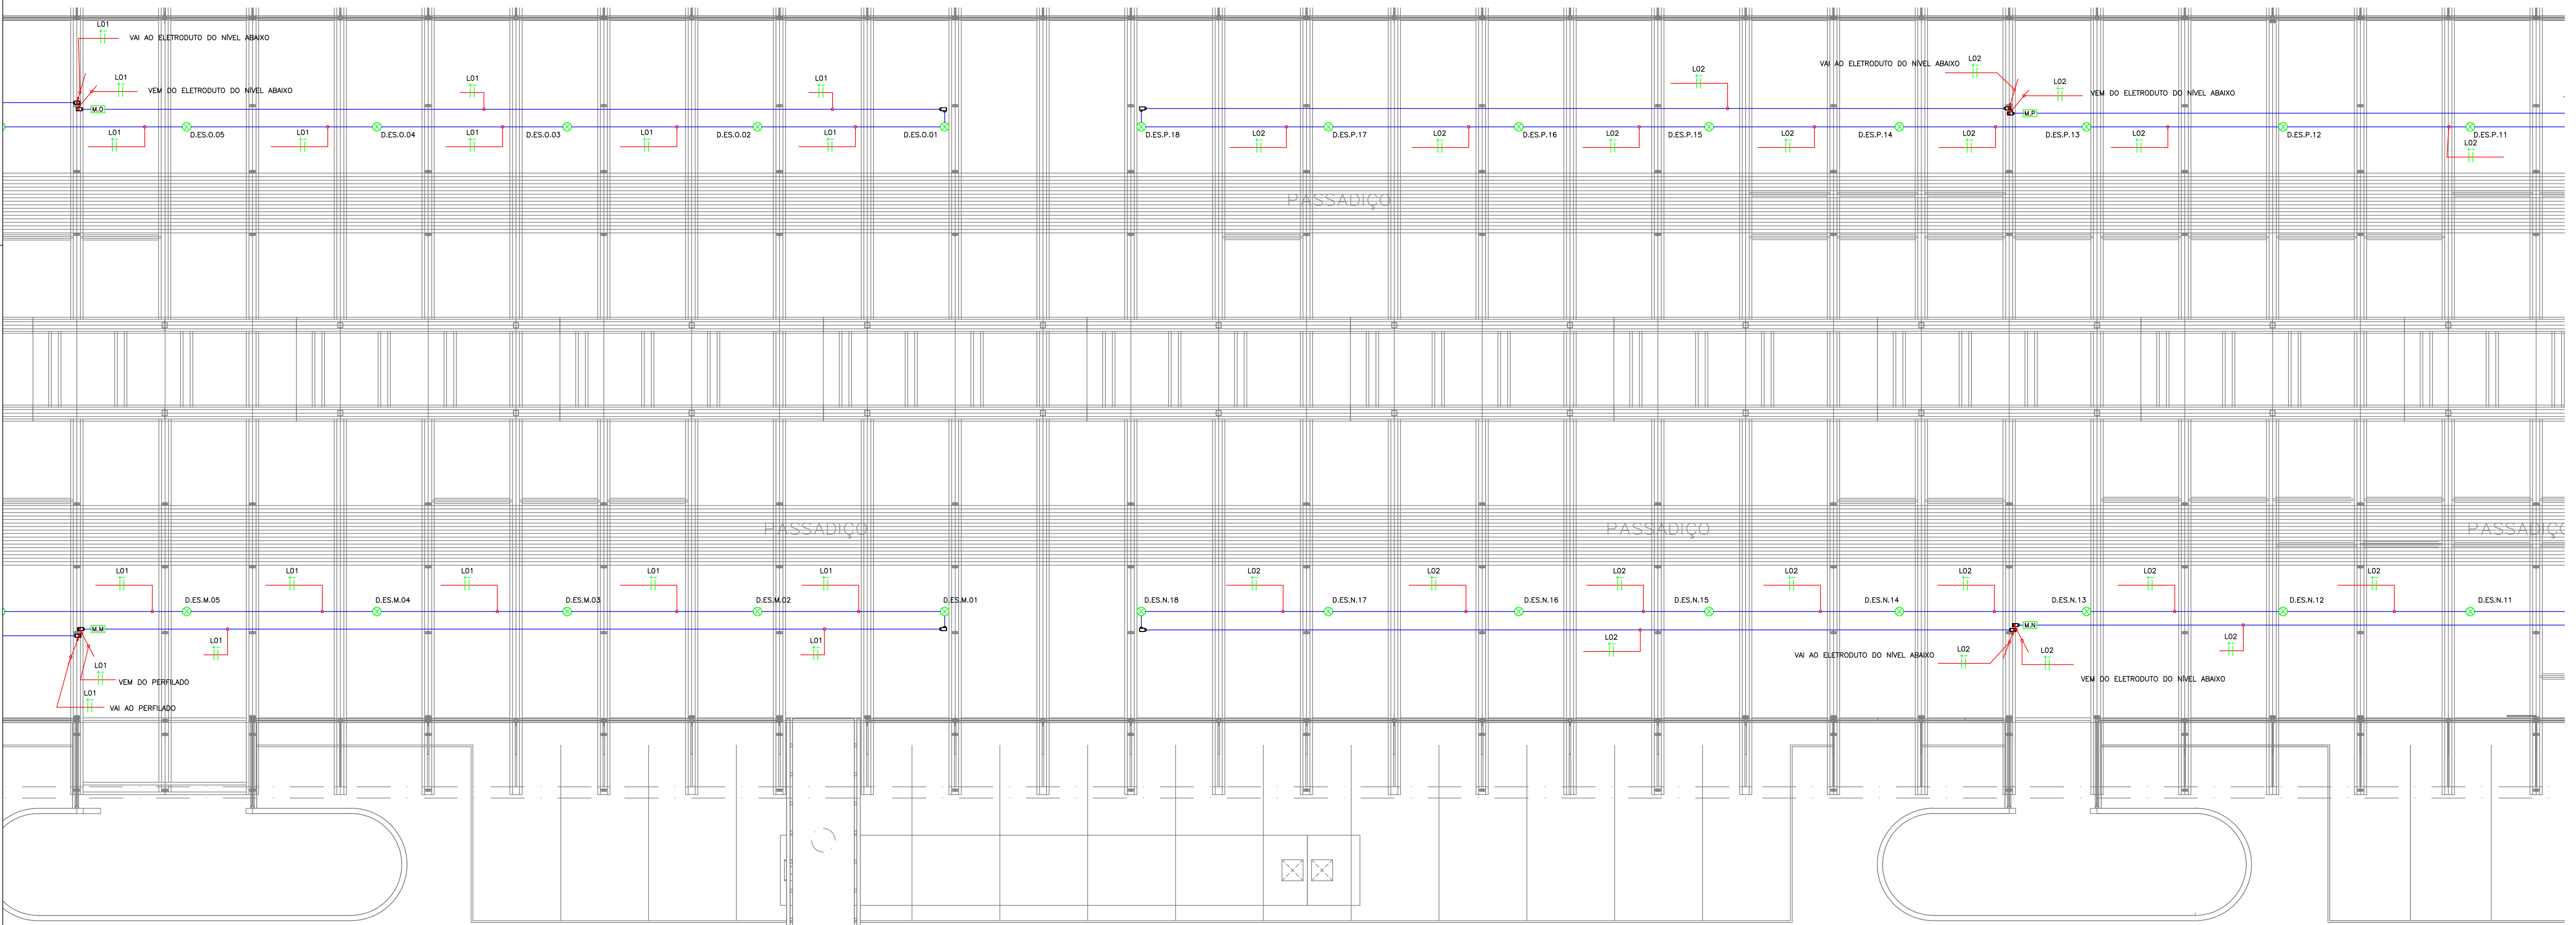 L01
VAI AO ELETRODUTO DO NÍVEL ABAIXO
L01
VEM DO ELETRODUTO DO NÍVEL ABAIXO
L01
L01
L02
VAI AO ELETRODUTO DO NÍVEL ABAIXO
L02
L02
VEM DO ELETRODUTO DO NÍVEL ABAIXO
M.O
M.P
L01
D.ES.O.05
L01
D.ES.O.04
L01
D.ES.O.03
L01
D.ES.O.02
L01
D.ES.O.01
D.ES.P.18
L02
D.ES.P.17
L02
D.ES.P.16
L02
D.ES.P.15
L02
D.ES.P.14
L02
D.ES.P.13
L02
D.ES.P.12
D.ES.P.11
L02
PASSADIÇO
PASSADIÇO
PASSADIÇO
PASSADIÇO
L01
L01
L01
L01
L01
L02
L02
L02
L02
L02
L02
L02
D.ES.M.05
D.ES.M.04
D.ES.M.03
D.ES.M.02
D.ES.M.01
D.ES.N.18
D.ES.N.17
D.ES.N.16
D.ES.N.15
D.ES.N.14
D.ES.N.13
D.ES.N.12
D.ES.N.11
M.M
M.N
L01
L01
L02
L02
VAI AO ELETRODUTO DO NÍVEL ABAIXO
L02
L02
L01
VEM DO PERFILADO
VEM DO ELETRODUTO DO NÍVEL ABAIXO
L01
VAI AO PERFILADO